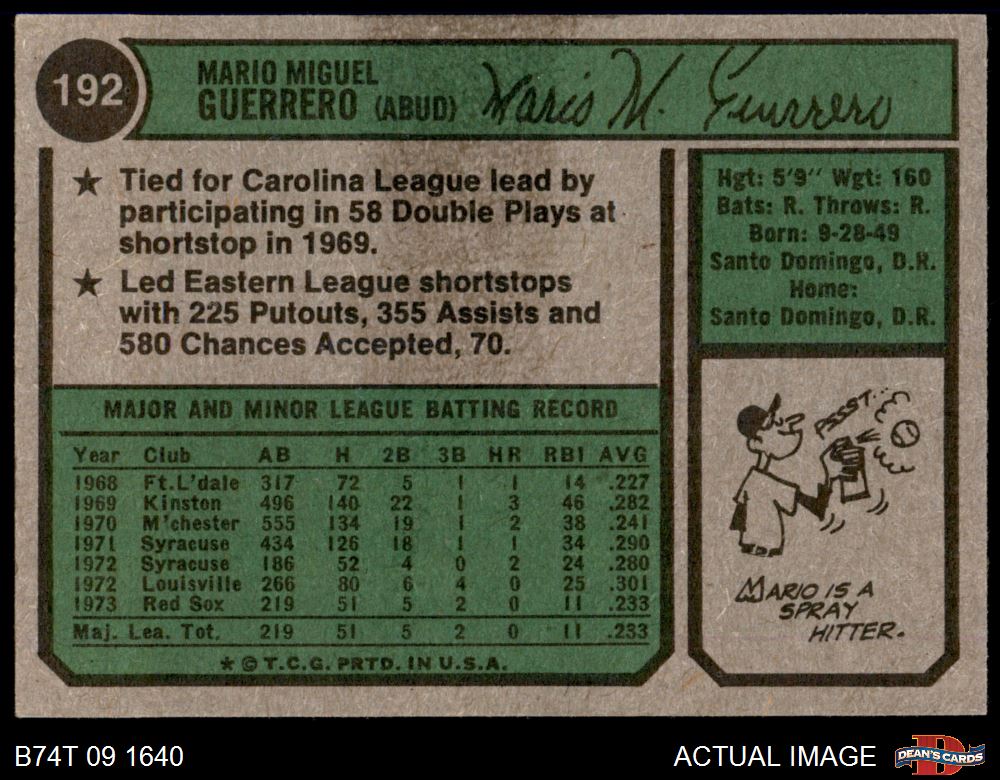 192
MARIO MIGUEL
GUERRERO (ABUD) Mario M. Guerrero
★ Tied for Carolina League lead by
participating in 58 Double Plays at
shortstop in 1969.
★ Led Eastern League shortstops
with 225 Putouts, 355 Assists and
580 Chances Accepted, 70.
MAJOR AND MINOR LEAGUE BATTING RECORD
Year Club AB H 2B 3B HR RBI AVG
1968 Ft.L'dale 317 72 5 1 1 14 .227
1969 Kinston 496 140 22 1 3 46 .282
1970 M'chester 555 134 19 1 2 38 .241
1971 Syracuse 434 126 18 1 1 34 .290
1972 Syracuse 186 52 4 0 2 24 .280
1972 Louisville 266 80 6 4 0 25 .301
1973 Red Sox 219 51 5 2 0 11 .233
Maj. Lea. Tot. 219 51 5 2 0 11 .233
★ © T.C.G. PRTD. IN U.S.A.
Hgt: 5'9" Wgt: 160
Bats: R. Throws: R.
Born: 9-28-49
Santo Domingo, D.R.
Home:
Santo Domingo, D.R.
PSSST...
MARIO IS A
SPRAY
HITTER.
B74T 09 1640
ACTUAL IMAGE
D
DEAN'S CARDS